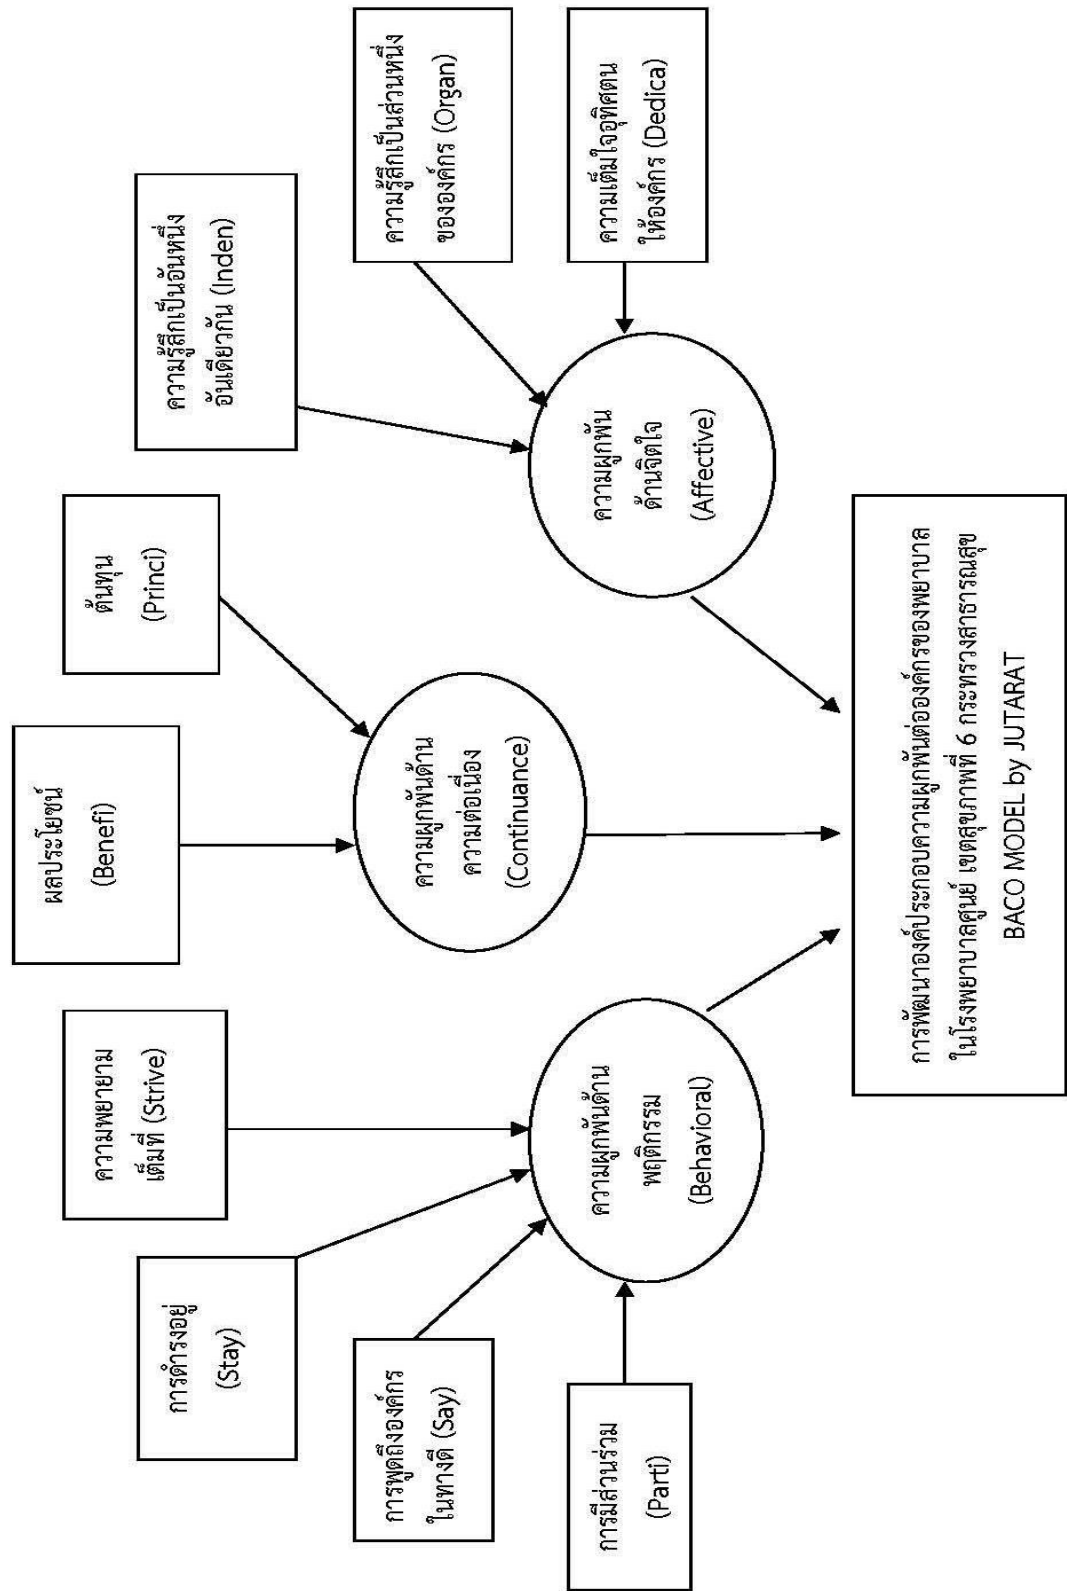 ความพยายาม
เต็มที่ (Strive)
ผลประโยชน์
(Benefi)
ต้นทุน
(Princi)
ความรู้สึกเป็นอันหนึ่ง
อันเดียวกัน (Inden)
การดำรงอยู่
(Stay)
ความรู้สึกเป็นส่วนหนึ่ง
ขององค์กร (Organ)
การพูดถึงองค์กร
ในทางดี (Say)
ความผูกพันด้าน
ความต่อเนื่อง
(Continuance)
การมีส่วนร่วม
(Parti)
ความผูกพันด้าน
พฤติกรรม
(Behavioral)
ความผูกพัน
ด้านจิตใจ
(Affective)
ความเต็มใจอุทิศตน
ให้องค์กร (Dedica)
การพัฒนาองค์ประกอบความผูกพันต่อองค์กรของพยาบาล
ในโรงพยาบาลศูนย์ เขตสุขภาพที่ 6 กระทรวงสาธารณสุข
BACO MODEL by JUTARAT